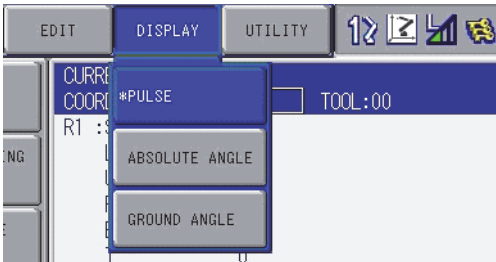 EDIT DISPLAY UTILITY
CURRE
COORD TOOL:00
*PULSE
R1 :S
NG
ABSOLUTE ANGLE
GROUND ANGLE